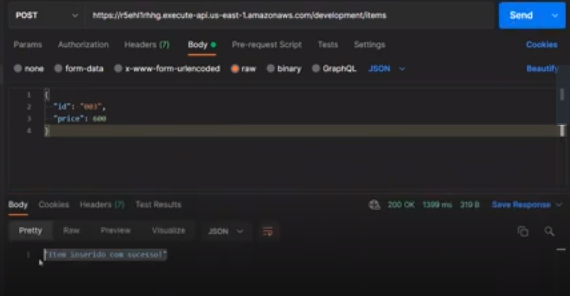 POST https://r5ehl1rhhg.execute-api.us-east-1.amazonaws.com/development/items Send
Params Authorization Headers (7) Body Pre-request Script Tests Settings Cookies
none form-data x-www-form-urlencoded raw binary GraphQL JSON Beautify
1 {
2 "id": "003",
3 "price": 600
4 }
Body Cookies Headers (7) Test Results 200 OK 1399 ms 319 B Save Response
Pretty Raw Preview Visualize JSON
1 "Item inserido com sucesso!"